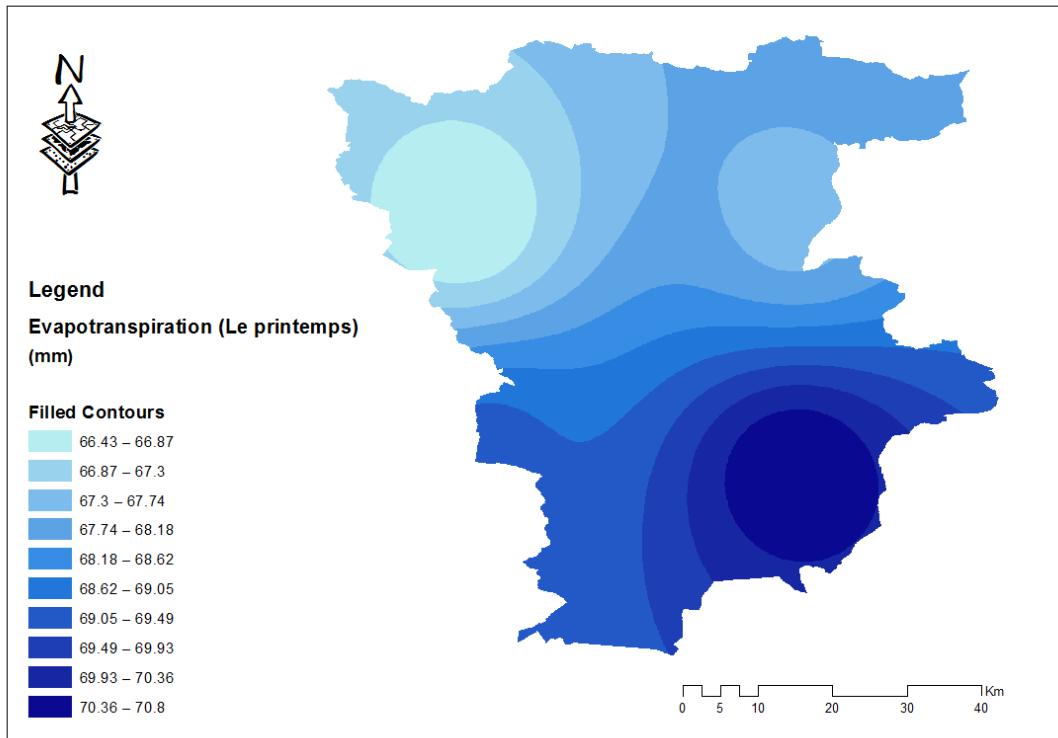 N
Legend
Evapotranspiration (Le printemps)
(mm)
Filled Contours
66.43 – 66.87
66.87 – 67.3
67.3 – 67.74
67.74 – 68.18
68.18 – 68.62
68.62 – 69.05
69.05 – 69.49
69.49 – 69.93
69.93 – 70.36
70.36 – 70.8
Km
0 5 10 20 30 40